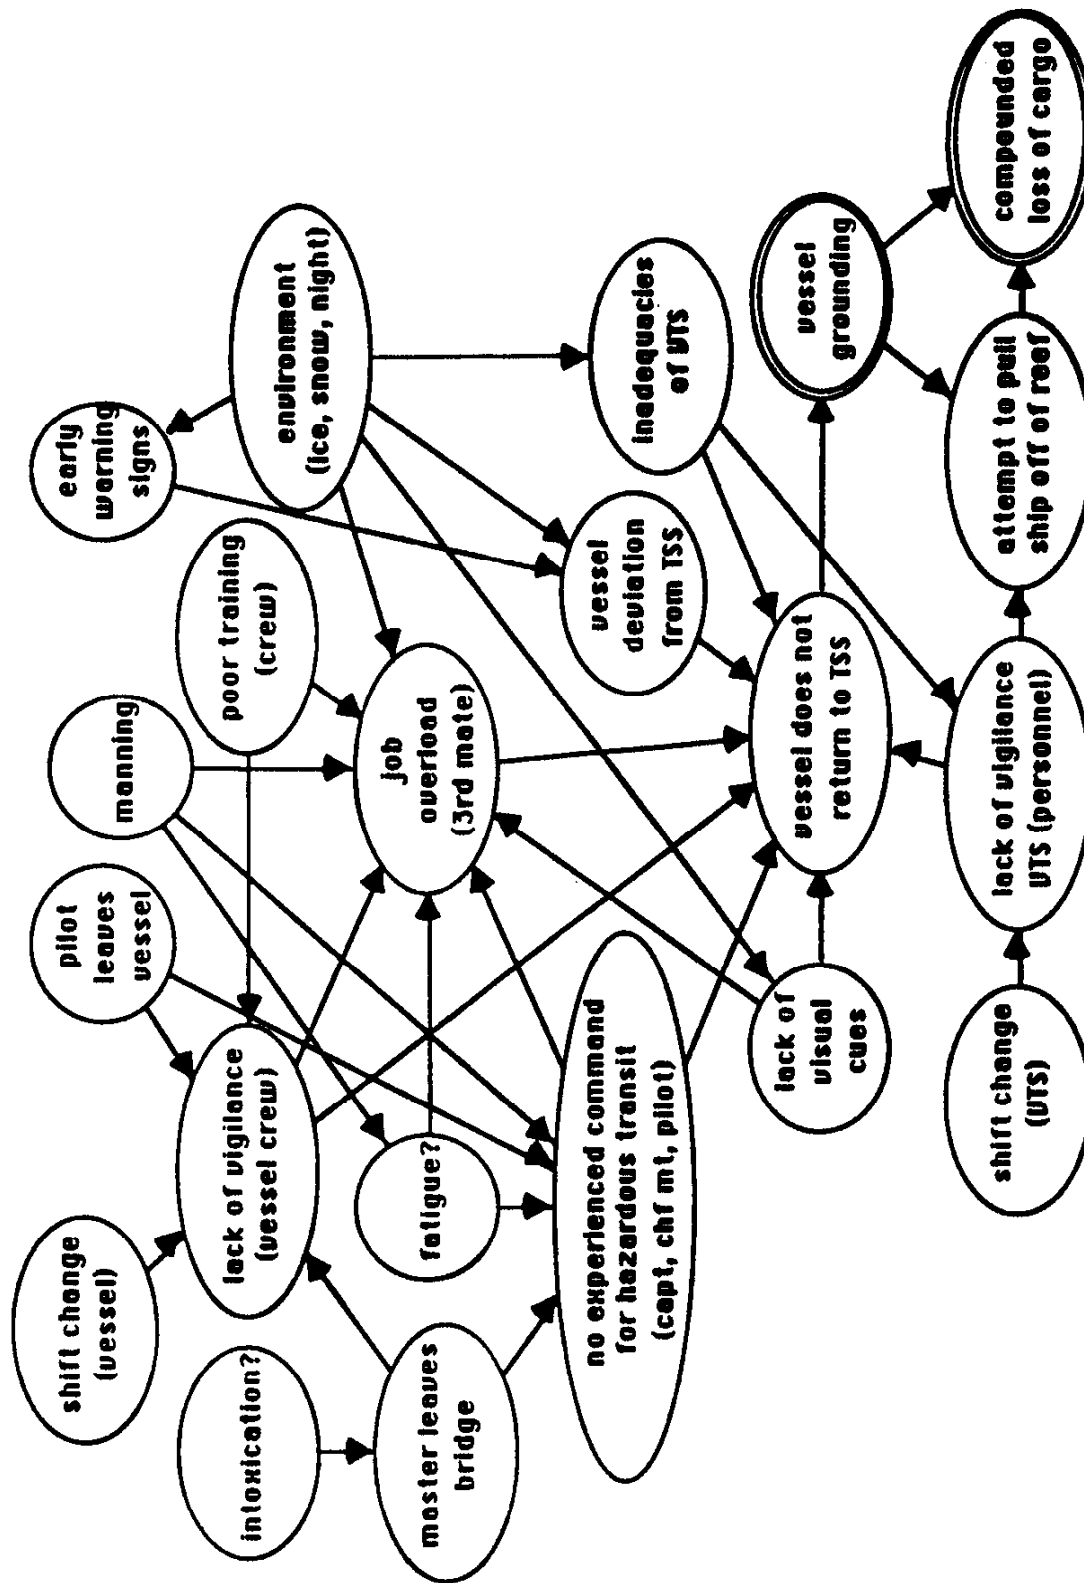 shift change
(vessel)
pilot
leaves
vessel
manning
early
warning
signs
intoxication?
lack of vigilance
(vessel crew)
poor training
(crew)
environment
(ice, snow, night)
master leaves
bridge
fatigue?
job
overload
(3rd mate)
no experienced command
for hazardous transit
(capt, chf mt, pilot)
vessel
deviation
from TSS
inadequacies
of VTS
lack of
visual
cues
vessel does not
return to TSS
vessel
grounding
shift change
(VTS)
lack of vigilance
VTS (personnel)
attempt to pull
ship off of reef
compounded
loss of cargo